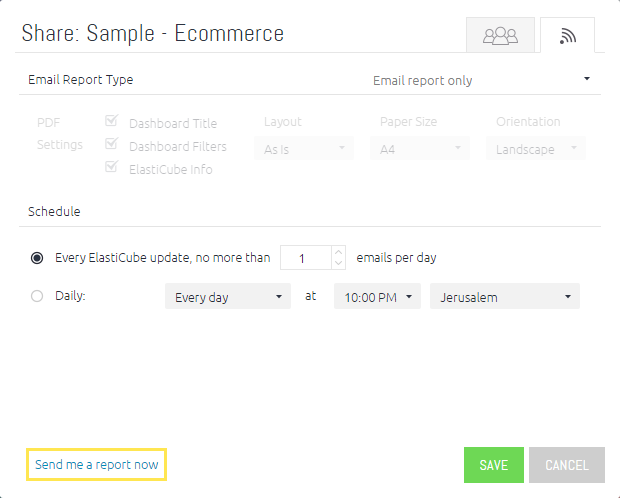 Share: Sample - Ecommerce
Email Report Type
Email report only
PDF Settings
Dashboard Title
Dashboard Filters
ElastiCube Info
Layout
As Is
Paper Size
A4
Orientation
Landscape
Schedule
Every ElastiCube update, no more than 1 emails per day
Daily: Every day at 10:00 PM Jerusalem
Send me a report now
SAVE
CANCEL